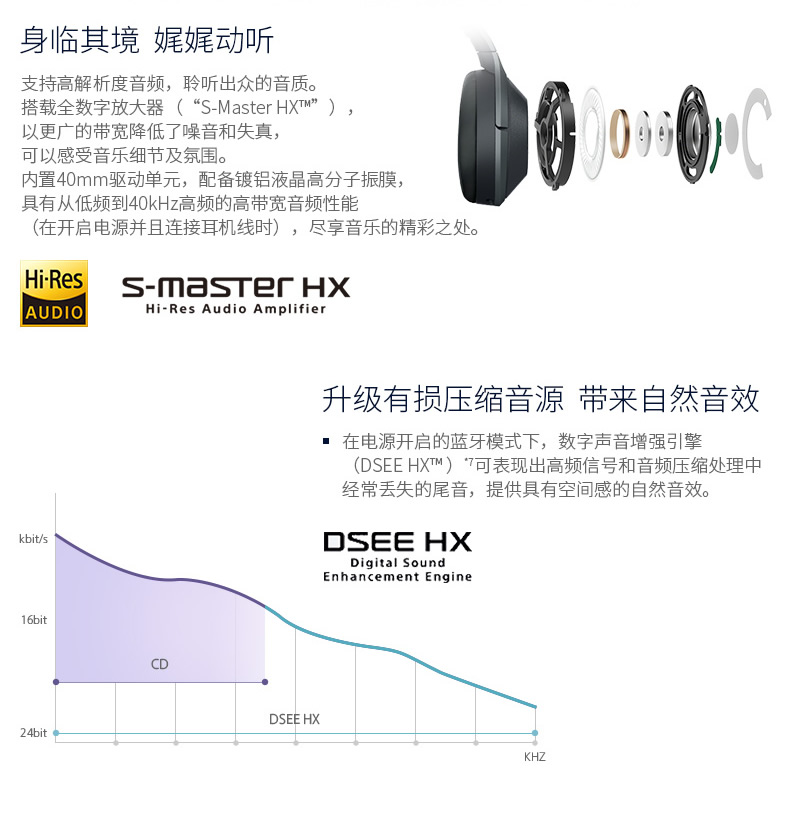 身临其境 娓娓动听
支持高解析度音频，聆听出众的音质。
搭载全数字放大器（“S-Master HX™”），
以更广的带宽降低了噪音和失真，
可以感受音乐细节及氛围。
内置40mm驱动单元，配备镀铝液晶高分子振膜，
具有从低频到40kHz高频的高带宽音频性能
（在开启电源并且连接耳机线时），尽享音乐的精彩之处。
Hi-Res
AUDIO
S-master HX
Hi-Res Audio Amplifier
升级有损压缩音源 带来自然音效
在电源开启的蓝牙模式下，数字声音增强引擎
（DSEE HX™）*7可表现出高频信号和音频压缩处理中
经常丢失的尾音，提供具有空间感的自然音效。
DSEE HX
Digital Sound
Enhancement Engine
kbit/s
16bit
CD
DSEE HX
24bit
KHZ